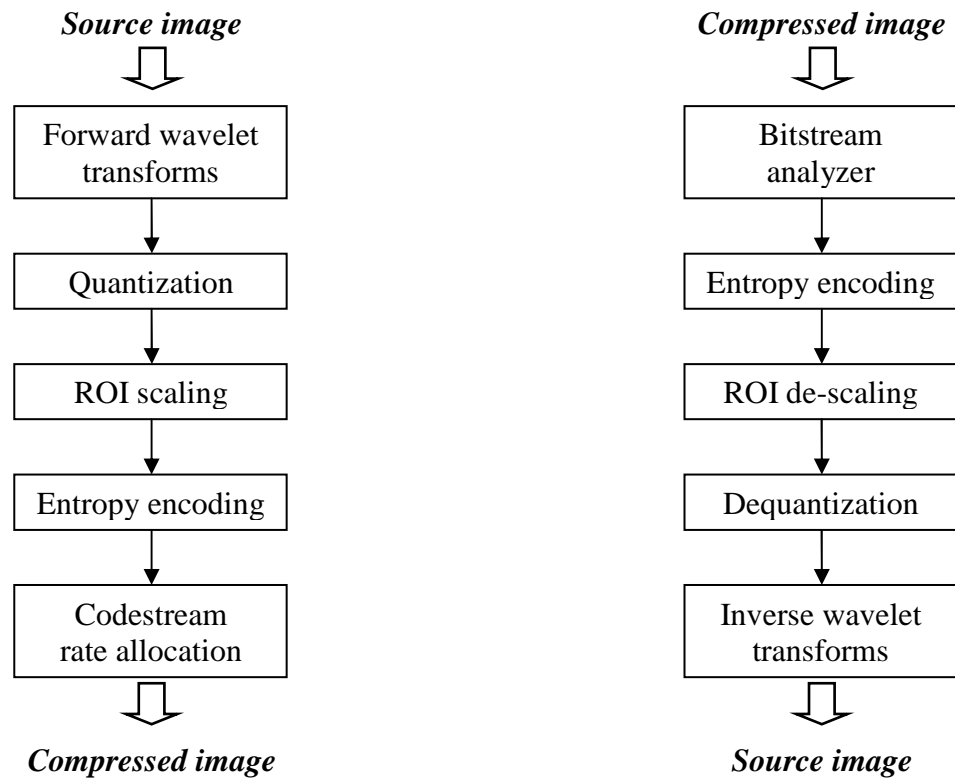 Source image
Forward wavelet
transforms
Quantization
ROI scaling
Entropy encoding
Codestream
rate allocation
Compressed image
Compressed image
Bitstream
analyzer
Entropy encoding
ROI de-scaling
Dequantization
Inverse wavelet
transforms
Source image